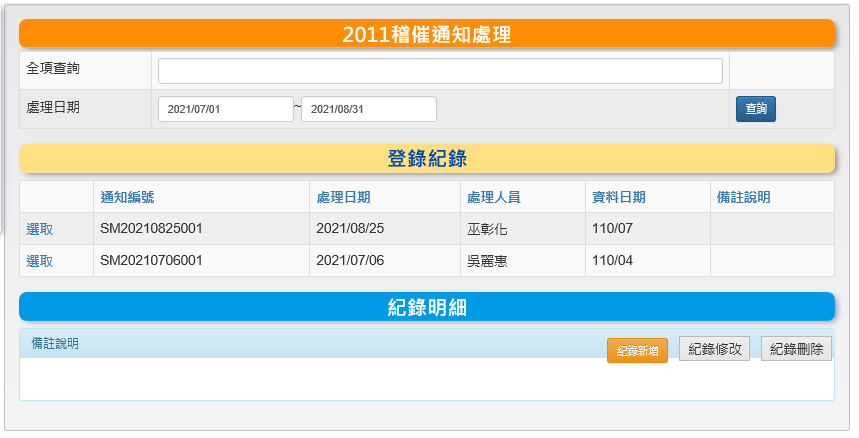 2011稽催通知處理
全項查詢
處理日期 2021/07/01 ~ 2021/08/31 查詢
登錄紀錄
通知編號 處理日期 處理人員 資料日期 備註說明
選取 SM20210825001 2021/08/25 巫彰化 110/07
選取 SM20210706001 2021/07/06 吳麗惠 110/04
紀錄明細
備註說明 紀錄新增 紀錄修改 紀錄刪除